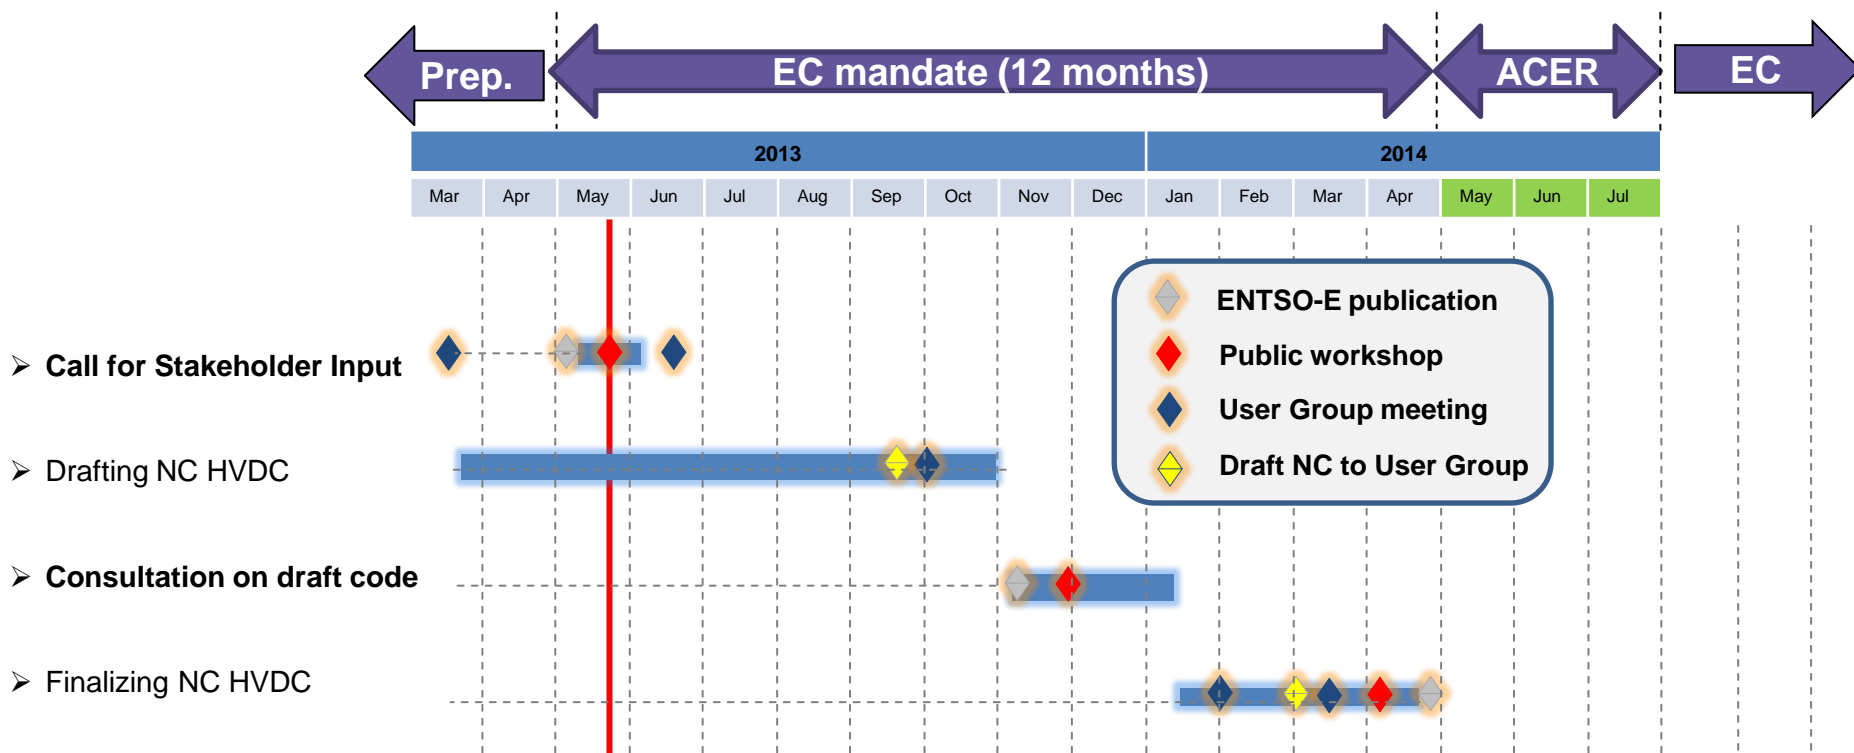 Prep.
EC mandate (12 months)
ACER
EC
2013
2014
Mar Apr May Jun Jul Aug Sep Oct Nov Dec Jan Feb Mar Apr May Jun Jul
ENTSO-E publication
Public workshop
User Group meeting
Draft NC to User Group
➢ Call for Stakeholder Input
➢ Drafting NC HVDC
➢ Consultation on draft code
➢ Finalizing NC HVDC